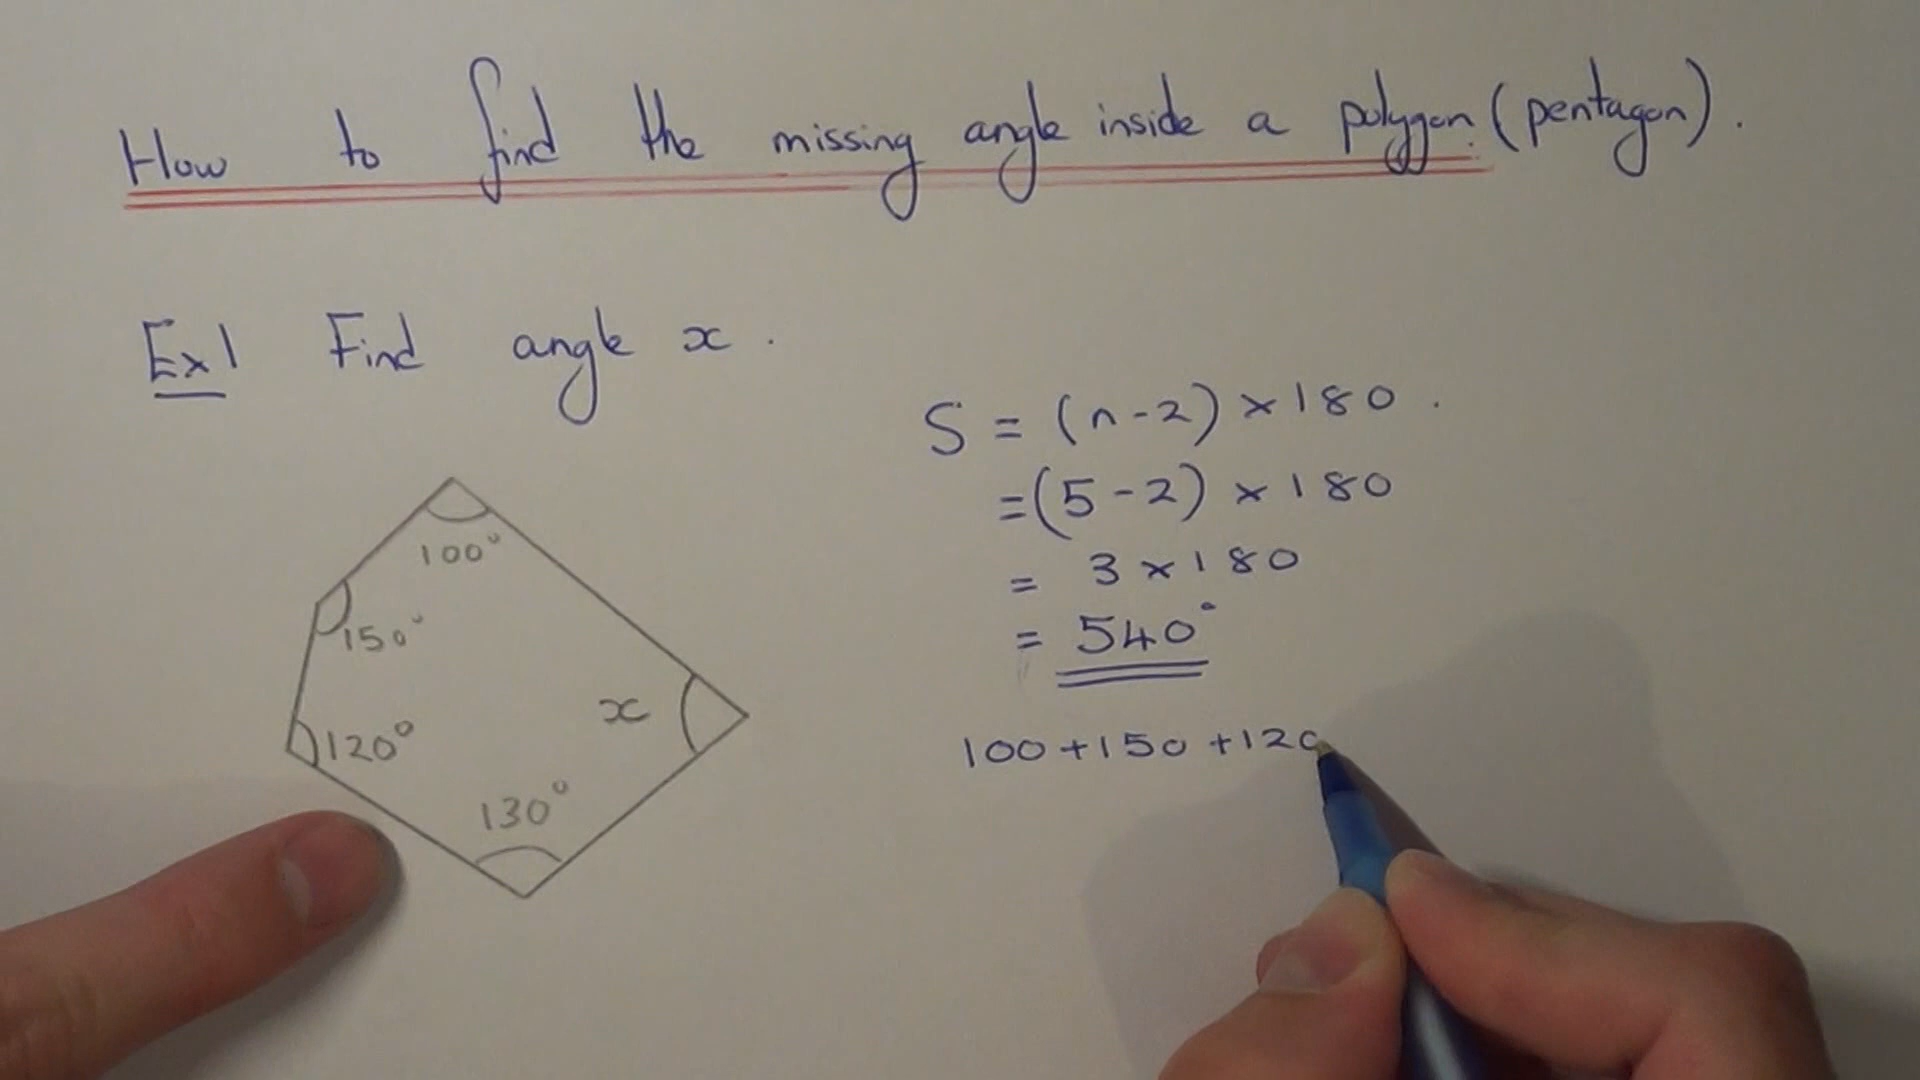 How to find the missing angle inside a polygon. (pentagon).
Ex1 Find angle x.
S = (n-2) × 180.
= (5-2) × 180
= 3 × 180
= 540°
100°
150°
x
120°
130°
100 + 150 + 120